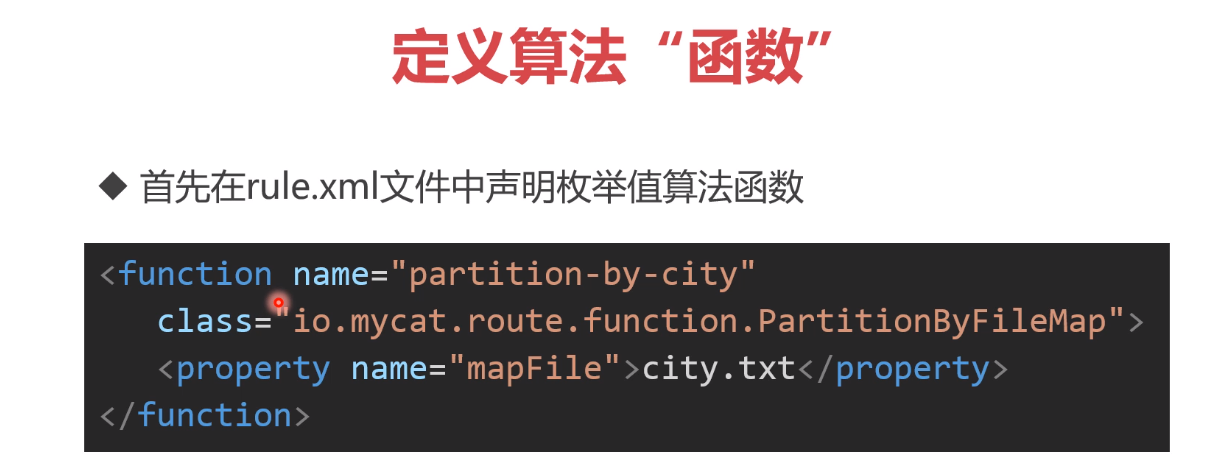 定义算法“函数”
◆ 首先在rule.xml文件中声明枚举值算法函数
<function name="partition-by-city"
class="io.mycat.route.function.PartitionByFileMap">
<property name="mapFile">city.txt</property>
</function>